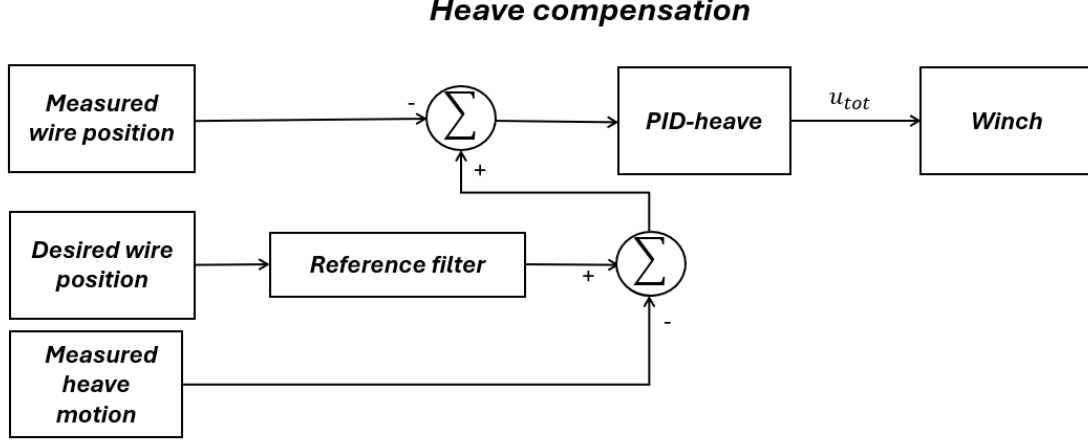 Heave compensation
Measured
wire position
-
∑
+
PID-heave
u_tot
Winch
Desired wire
position
Reference filter
+
∑
-
Measured
heave
motion